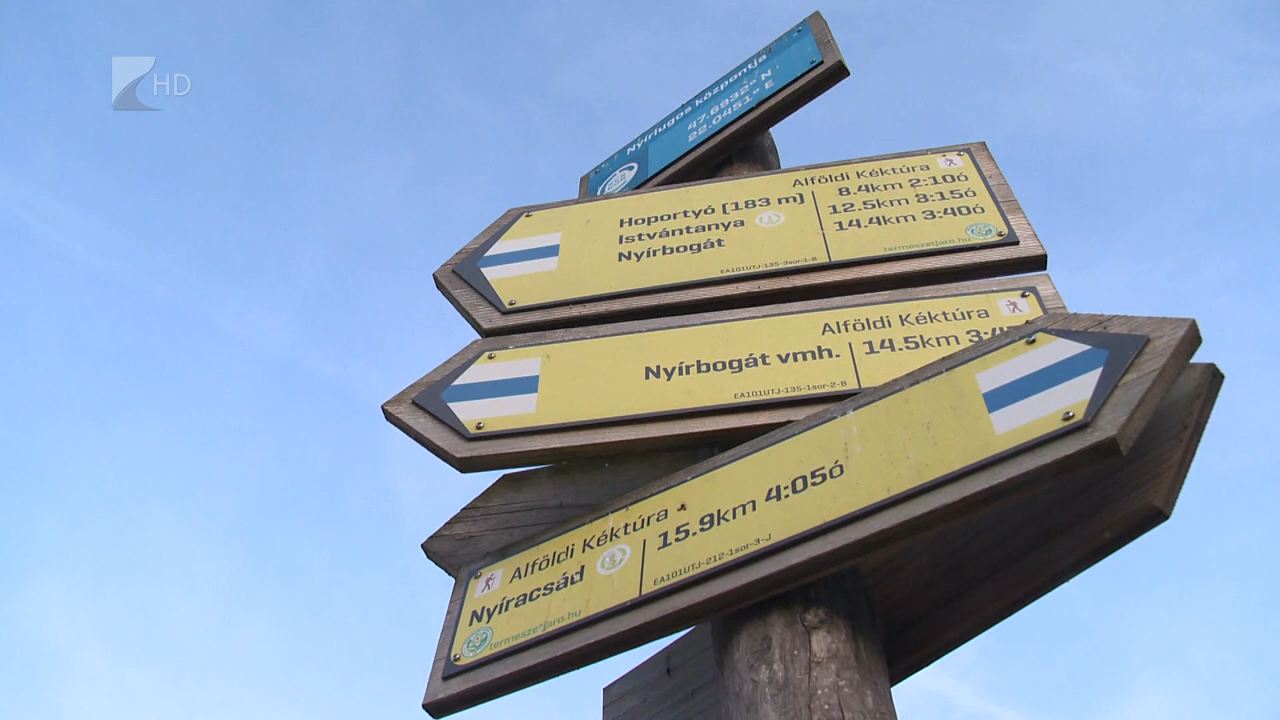 HD
Nyírlugos központja
47.6932° N
22.0451° E
Alföldi Kéktúra
Hoportyó (183 m) 8.4km 2:10ó
Istvántanya 12.5km 3:15ó
Nyírbogát 14.4km 3:40ó
termeszetjaro.hu
EA101UTJ-135-3sor-1-B
Alföldi Kéktúra
Nyírbogát vmh. 14.5km
EA101UTJ-135-1sor-2-B
Alföldi Kéktúra 15.9km 4:05ó
Nyíracsád
EA101UTJ-212-1sor-3-J
termeszetjaro.hu